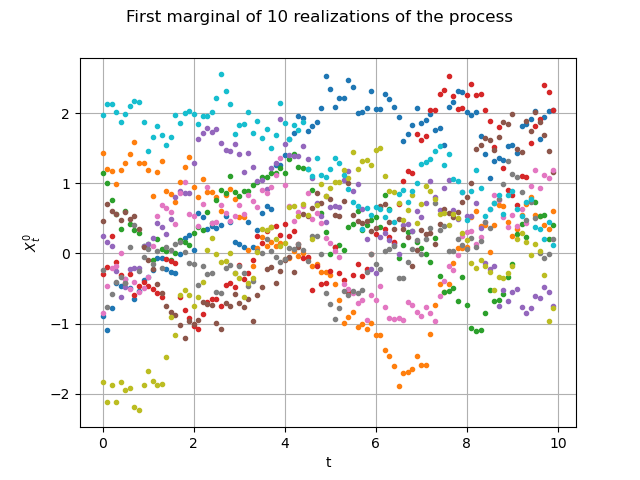 First marginal of 10 realizations of the process
2
1
0
−1
−2
X_t^0
0 2 4 6 8 10
t